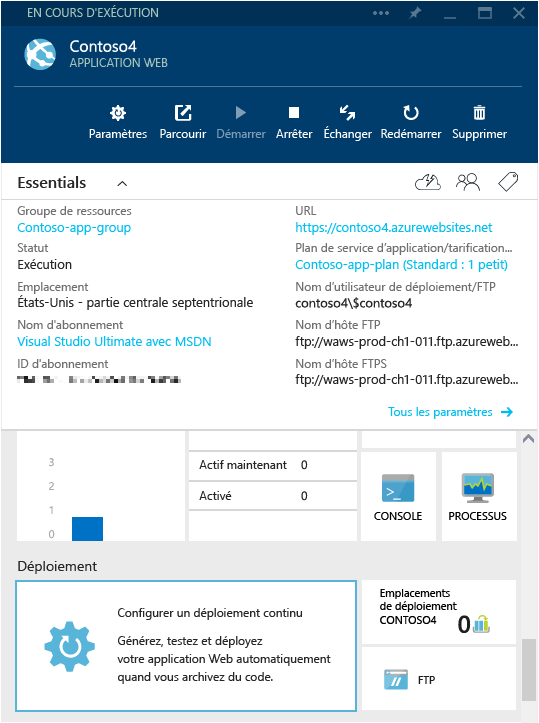 EN COURS D'EXÉCUTION
Contoso4
APPLICATION WEB
Paramètres Parcourir Démarrer Arrêter Échanger Redémarrer Supprimer
Essentials
Groupe de ressources
Contoso-app-group
Statut
Exécution
Emplacement
États-Unis - partie centrale septentrionale
Nom d'abonnement
Visual Studio Ultimate avec MSDN
ID d'abonnement
URL
https://contoso4.azurewebsites.net
Plan de service d'application/tarification...
Contoso-app-plan (Standard : 1 petit)
Nom d'utilisateur de déploiement/FTP
contoso4\$contoso4
Nom d'hôte FTP
ftp://waws-prod-ch1-011.ftp.azureweb...
Nom d'hôte FTPS
ftp://waws-prod-ch1-011.ftp.azureweb...
Tous les paramètres
3
2
1
0
Actif maintenant 0
Activé 0
CONSOLE
PROCESSUS
Déploiement
Configurer un déploiement continu
Générez, testez et déployez
votre application Web automatiquement
quand vous archivez du code.
Emplacements
de déploiement
CONTOSO4
0
FTP